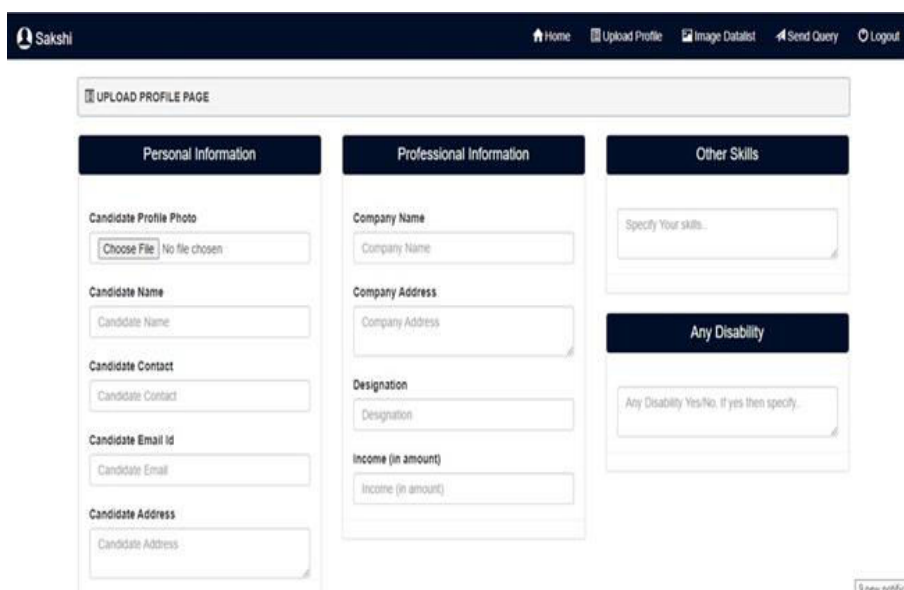 Sakshi
Home Upload Profile Image Datalist Send Query Logout
UPLOAD PROFILE PAGE
Personal Information
Candidate Profile Photo
Choose File No file chosen
Candidate Name
Candidate Name
Candidate Contact
Candidate Contact
Candidate Email Id
Candidate Email
Candidate Address
Candidate Address
Professional Information
Company Name
Company Name
Company Address
Company Address
Designation
Designation
Income (in amount)
Income (in amount)
Other Skills
Specify Your skills..
Any Disability
Any Disability Yes/No. If yes then specify..